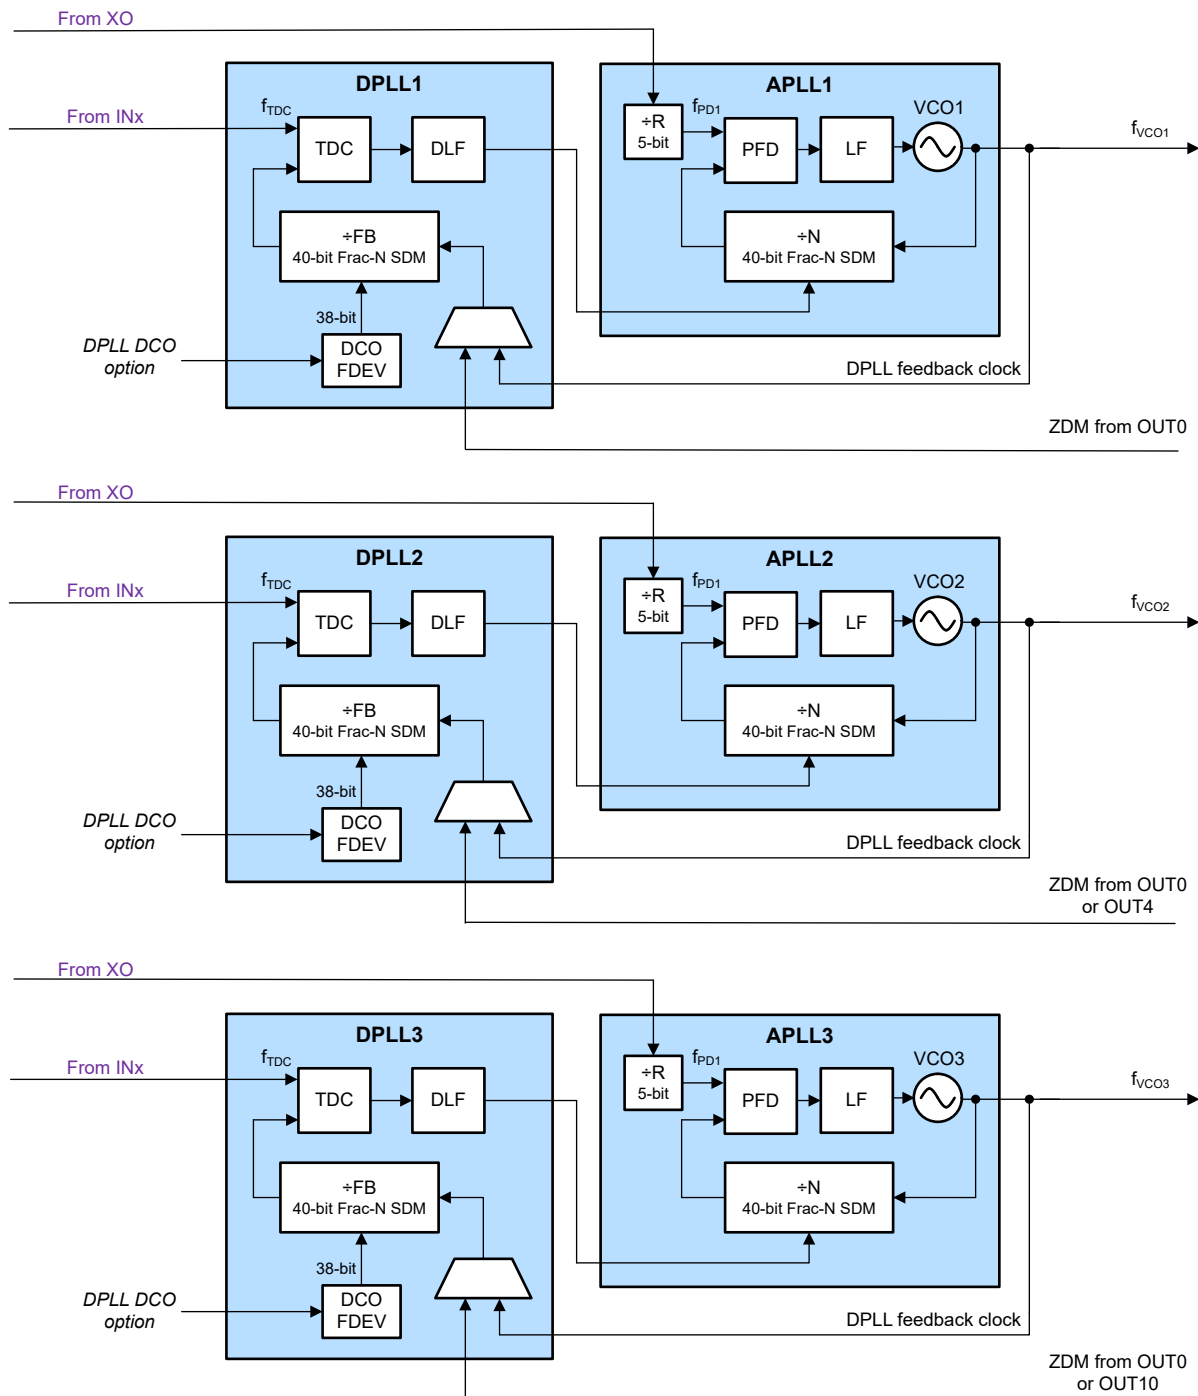 From XO
DPLL1
APLL1
From INx
fTDC
TDC
DLF
÷R
5-bit
fPD1
PFD
LF
VCO1
fVCO1
÷FB
40-bit Frac-N SDM
÷N
40-bit Frac-N SDM
38-bit
DPLL DCO
option
DCO
FDEV
DPLL feedback clock
ZDM from OUT0
From XO
DPLL2
APLL2
From INx
fTDC
TDC
DLF
÷R
5-bit
fPD1
PFD
LF
VCO2
fVCO2
÷FB
40-bit Frac-N SDM
÷N
40-bit Frac-N SDM
38-bit
DPLL DCO
option
DCO
FDEV
DPLL feedback clock
ZDM from OUT0
or OUT4
From XO
DPLL3
APLL3
From INx
fTDC
TDC
DLF
÷R
5-bit
fPD1
PFD
LF
VCO3
fVCO3
÷FB
40-bit Frac-N SDM
÷N
40-bit Frac-N SDM
38-bit
DPLL DCO
option
DCO
FDEV
DPLL feedback clock
ZDM from OUT0
or OUT10